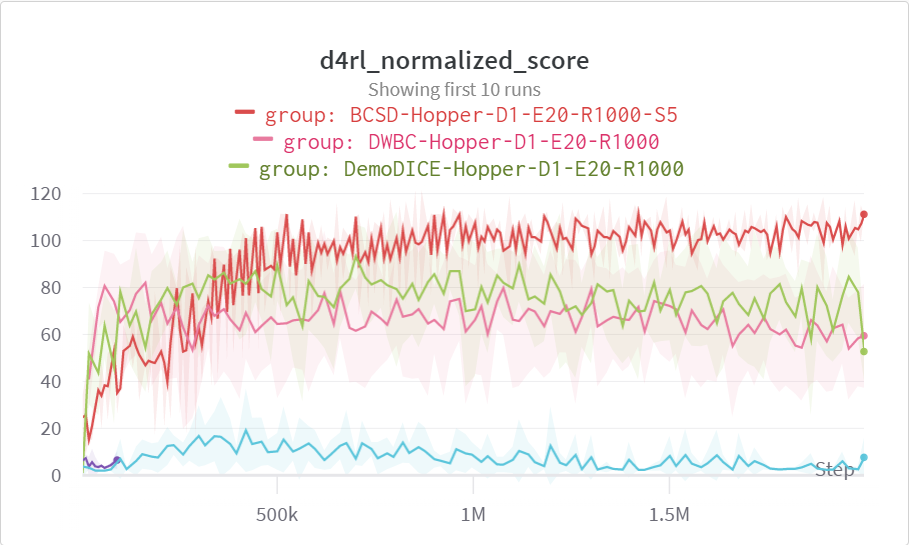 d4rl_normalized_score
Showing first 10 runs
group: BCSD-Hopper-D1-E20-R1000-S5
group: DWBC-Hopper-D1-E20-R1000
group: DemoDICE-Hopper-D1-E20-R1000
120
100
80
60
40
20
0
Step
500k 1M 1.5M